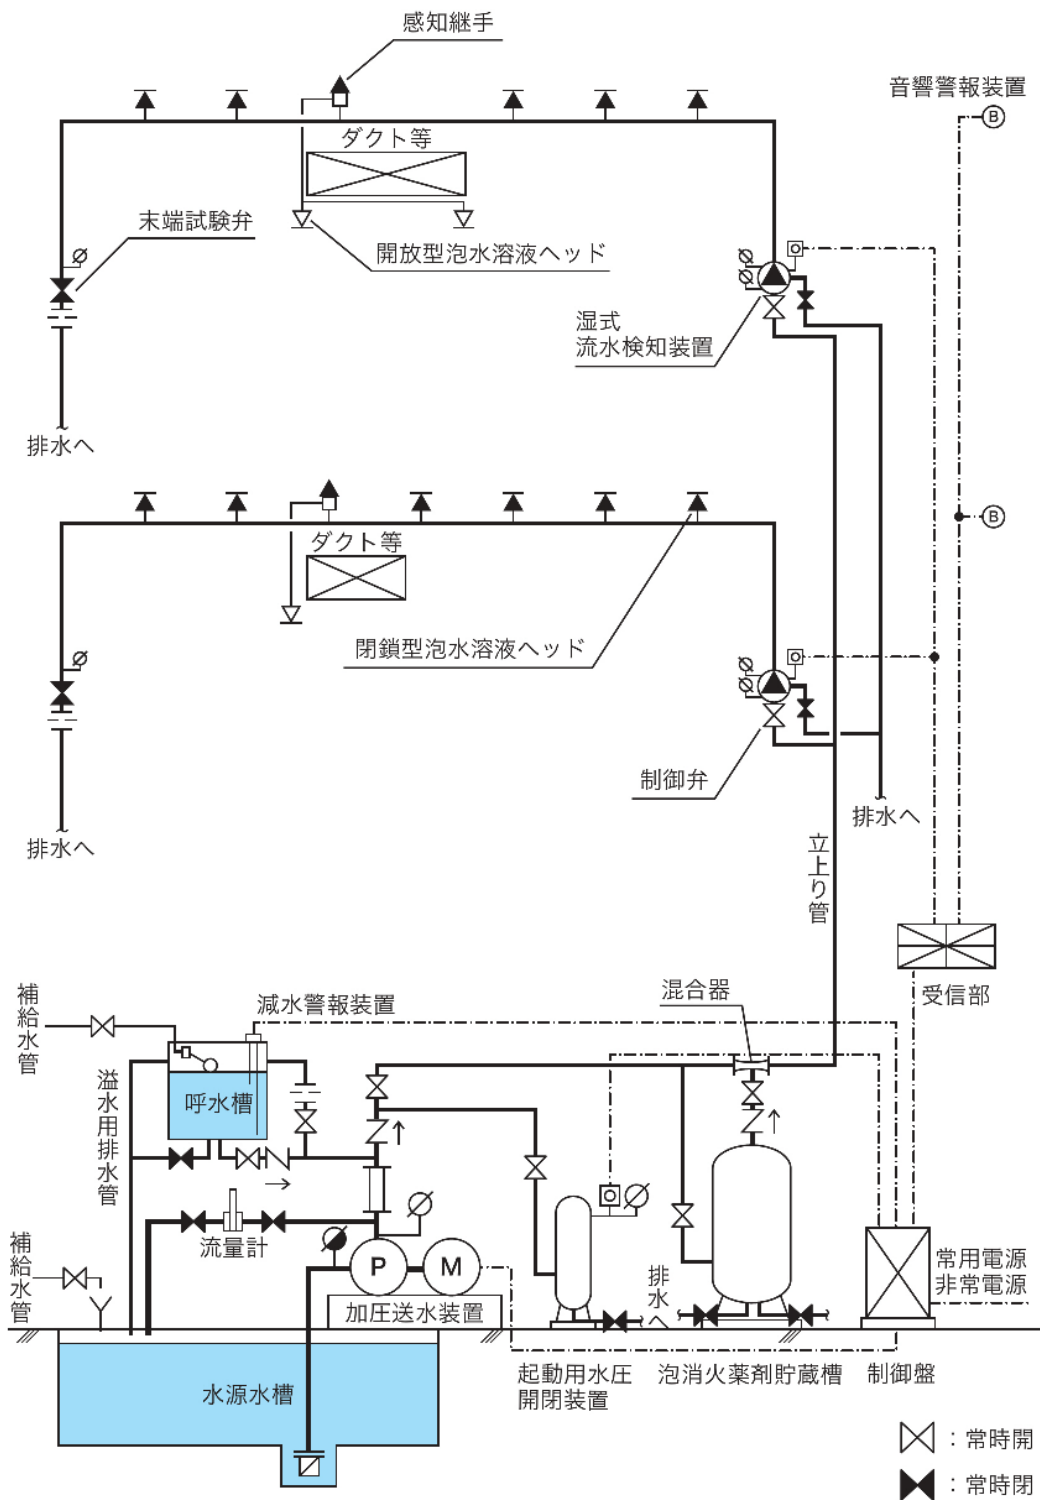 感知継手
音響警報装置
B
ダクト等
末端試験弁
開放型泡水溶液ヘッド
湿式
流水検知装置
排水へ
B
ダクト等
閉鎖型泡水溶液ヘッド
制御弁
排水へ
排水へ
立上り管
受信部
混合器
減水警報装置
補給水管
呼水槽
溢水用排水管
流量計
補給水管
P
M
加圧送水装置
排水へ
常用電源
非常電源
水源水槽
起動用水圧
開閉装置
泡消火薬剤貯蔵槽
制御盤
：常時開
：常時閉